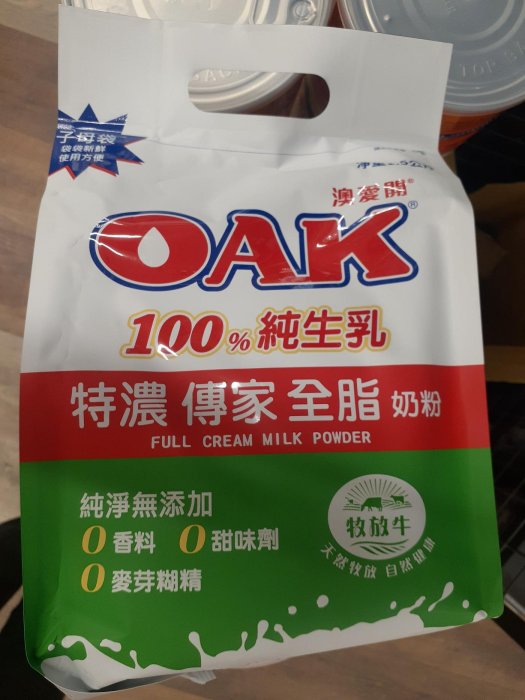 子母袋
袋袋新鮮
使用方便
澳愛開®
OAK®
100%純生乳
特濃 傳家 全脂 奶粉
FULL CREAM MILK POWDER
純淨無添加
0 香料 0 甜味劑
0 麥芽糊精
牧放牛
天然牧放 自然健康